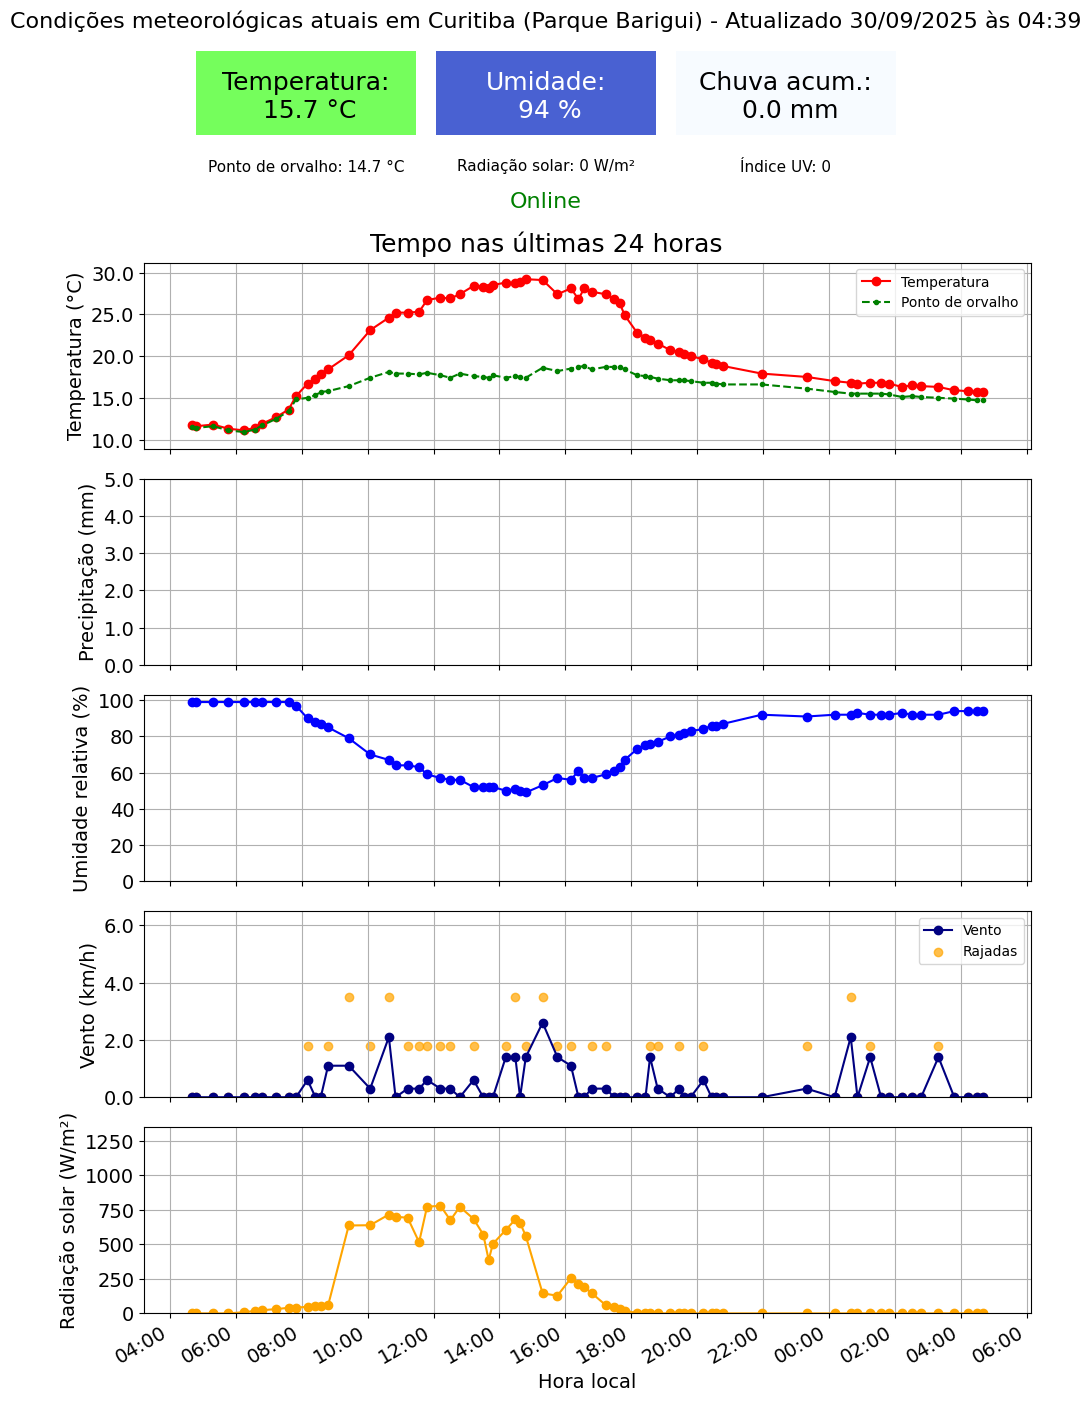 Condições meteorológicas atuais em Curitiba (Parque Barigui) - Atualizado 30/09/2025 às 04:39
Temperatura:
15.7 °C
Umidade:
94 %
Chuva acum.:
0.0 mm
Ponto de orvalho: 14.7 °C
Radiação solar: 0 W/m²
Índice UV: 0
Online
Tempo nas últimas 24 horas
Temperatura (°C)
30.0
25.0
20.0
15.0
10.0
Temperatura
Ponto de orvalho
Precipitação (mm)
5.0
4.0
3.0
2.0
1.0
0.0
Umidade relativa (%)
100
80
60
40
20
0
Vento (km/h)
6.0
4.0
2.0
0.0
Vento
Rajadas
Radiação solar (W/m²)
1250
1000
750
500
250
0
04:00
06:00
08:00
10:00
12:00
14:00
16:00
18:00
20:00
22:00
00:00
02:00
04:00
06:00
Hora local